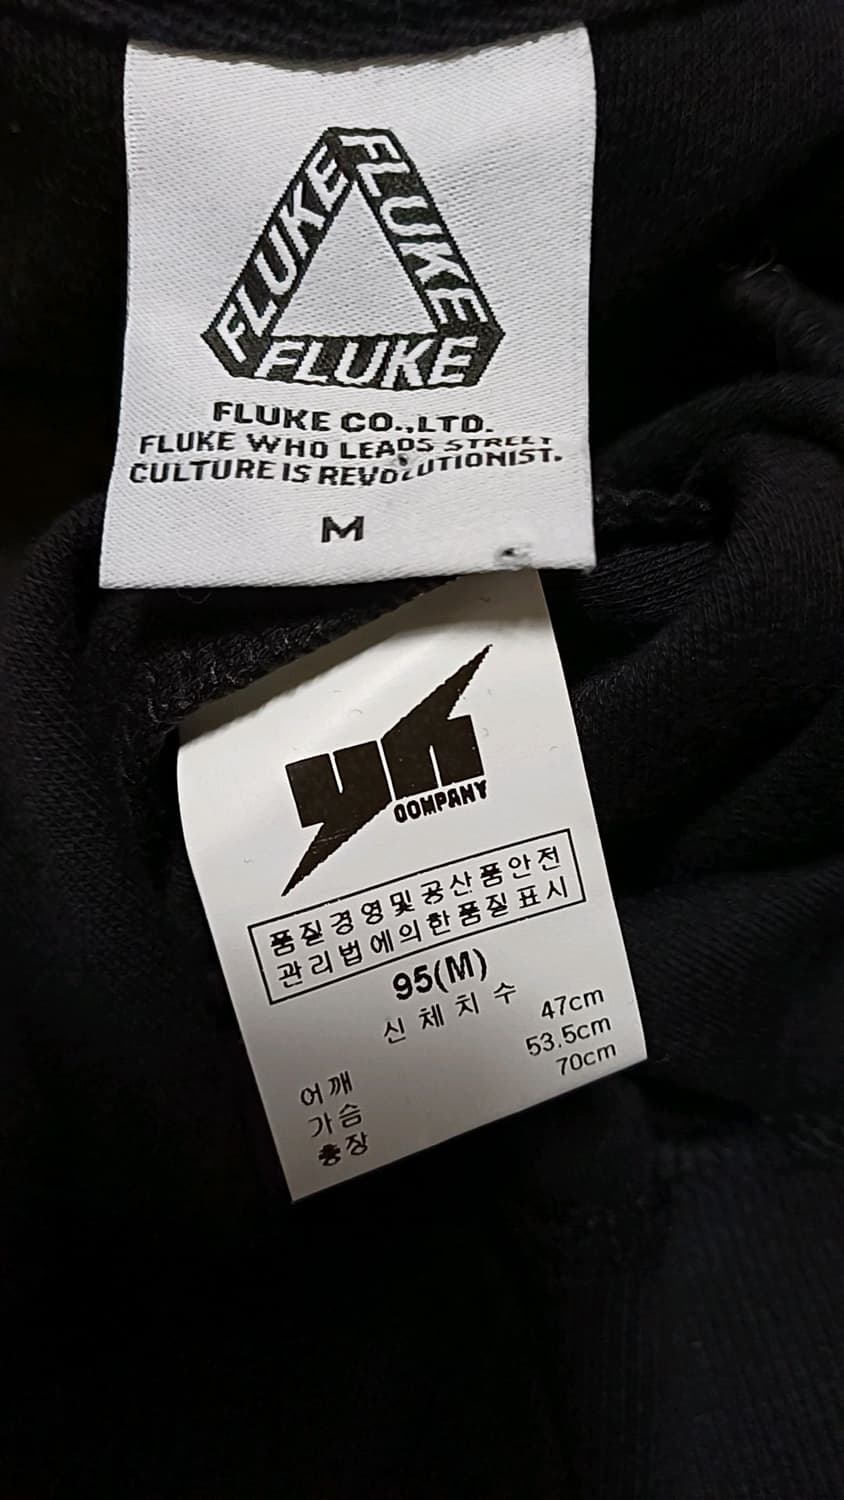 FLUKE
FLUKE
FLUKE
FLUKE CO.,LTD.
FLUKE WHO LEADS STREET
CULTURE IS REVOLUTIONIST.
M
COMPANY
품질경영및공산품안전
관리법에의한품질표시
95(M)
신체치수
어깨 47cm
가슴 53.5cm
총장 70cm